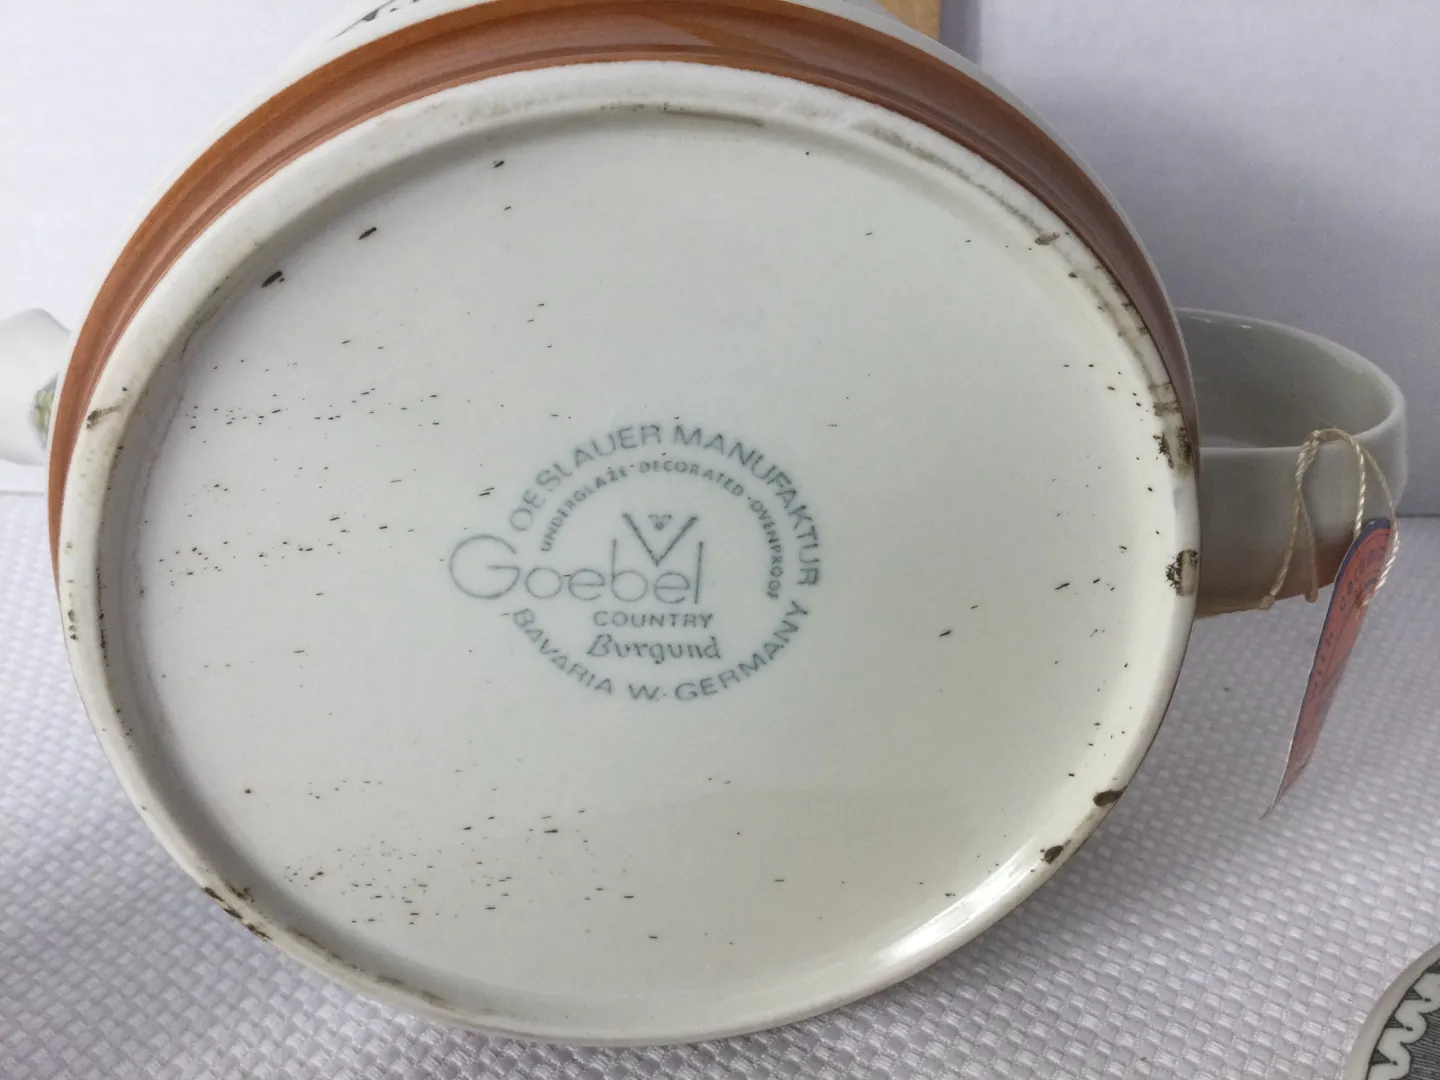 OESLAUER MANUFAKTUR
UNDERGLAZE·DECORATED·OVENPROOF
Goebel
COUNTRY
Burgund
BAVARIA W.-GERMANY